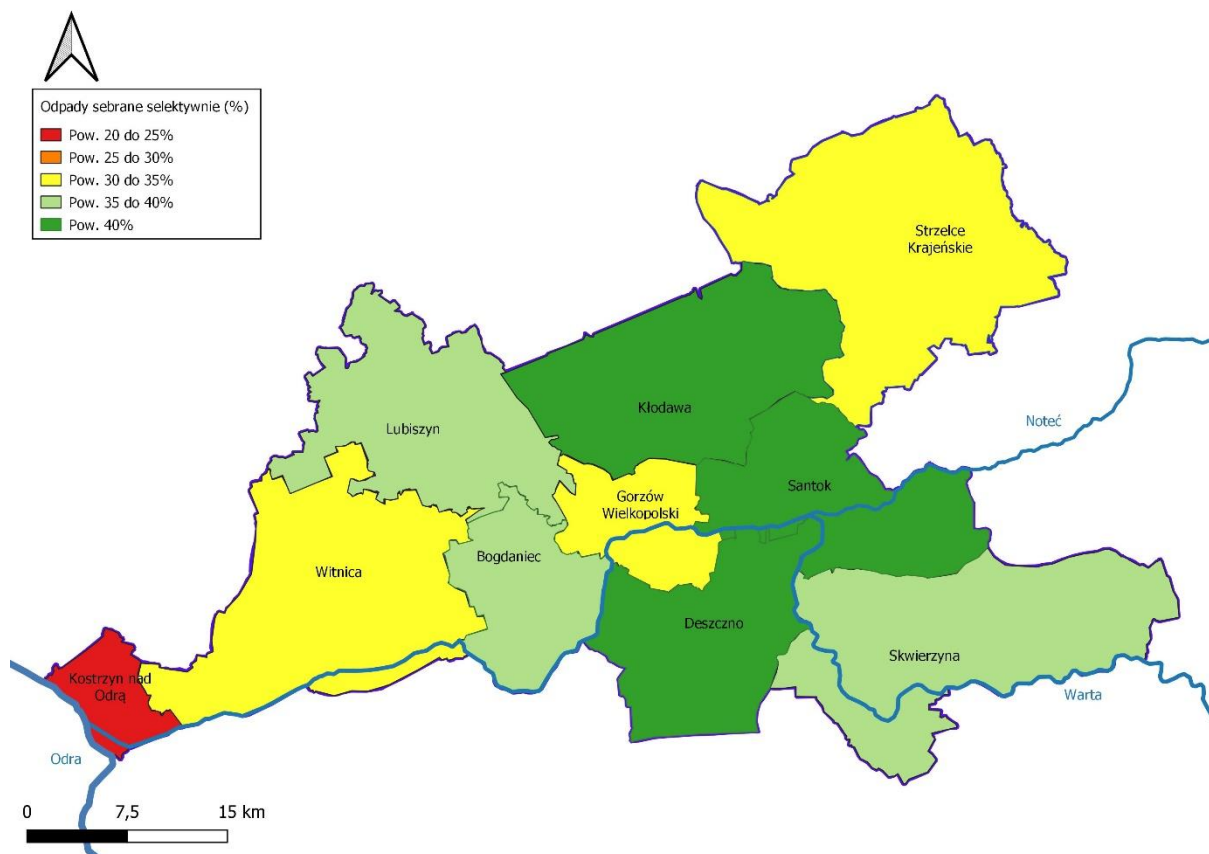 Odpady sebrane selektywnie (%)
Pow. 20 do 25%
Pow. 25 do 30%
Pow. 30 do 35%
Pow. 35 do 40%
Pow. 40%
Strzelce
Krajeńskie
Kłodawa
Noteć
Lubiszyn
Santok
Gorzów
Wielkopolski
Bogdaniec
Witnica
Deszczno
Skwierzyna
Kostrzyn nad
Odrą
Warta
Odra
0 7,5 15 km